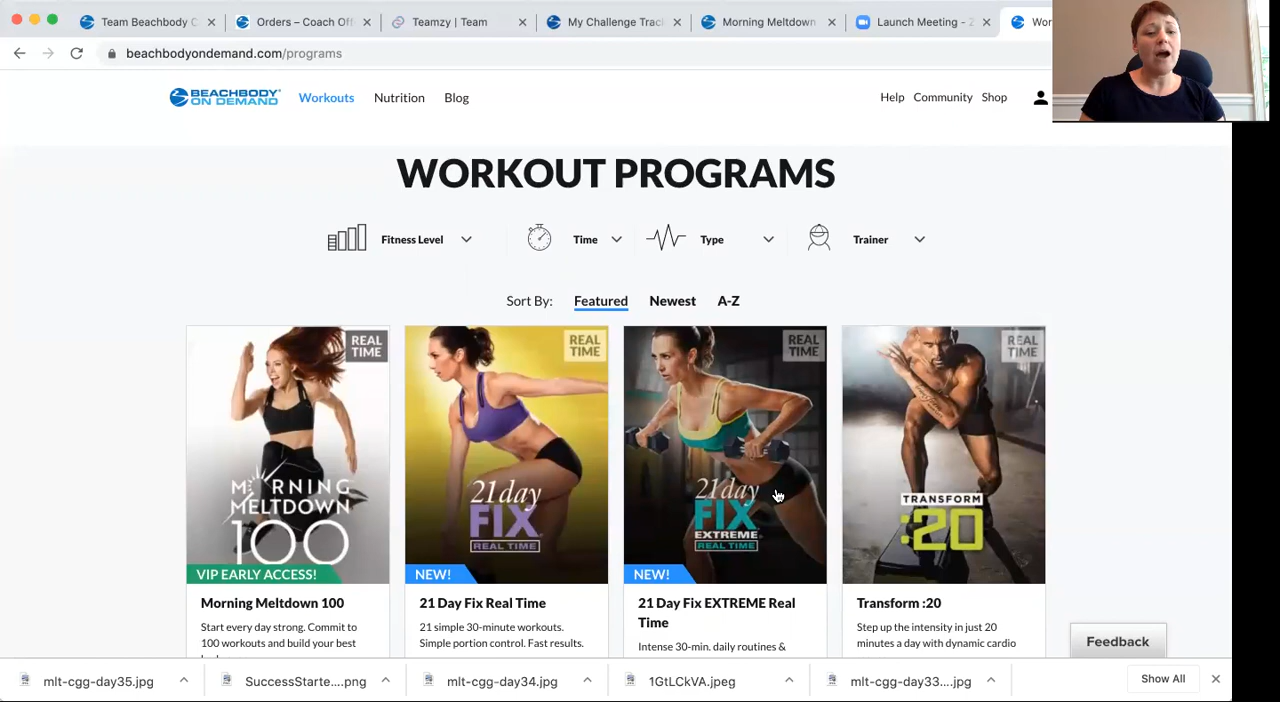 Team Beachbody C
Orders – Coach Off
Teamzy | Team
My Challenge Trac
Morning Meltdown
Launch Meeting - Z
Wor
beachbodyondemand.com/programs
BEACHBODY
ON DEMAND
Workouts
Nutrition
Blog
Help
Community
Shop
WORKOUT PROGRAMS
Fitness Level
Time
Type
Trainer
Sort By:
Featured
Newest
A-Z
REAL
TIME
MORNING
MELTDOWN
100
VIP EARLY ACCESS!
Morning Meltdown 100
Start every day strong. Commit to
100 workouts and build your best
REAL
TIME
21 day
FIX
REAL TIME
NEW!
21 Day Fix Real Time
21 simple 30-minute workouts.
Simple portion control. Fast results.
REAL
TIME
21 day
FIX
EXTREME
REAL TIME
NEW!
21 Day Fix EXTREME Real
Time
Intense 30-min. daily routines &
REAL
TIME
TRANSFORM
:20
Transform :20
Step up the intensity in just 20
minutes a day with dynamic cardio
Feedback
mlt-cgg-day35.jpg
SuccessStarte....png
mlt-cgg-day34.jpg
1GtLCkVA.jpeg
mlt-cgg-day33....jpg
Show All